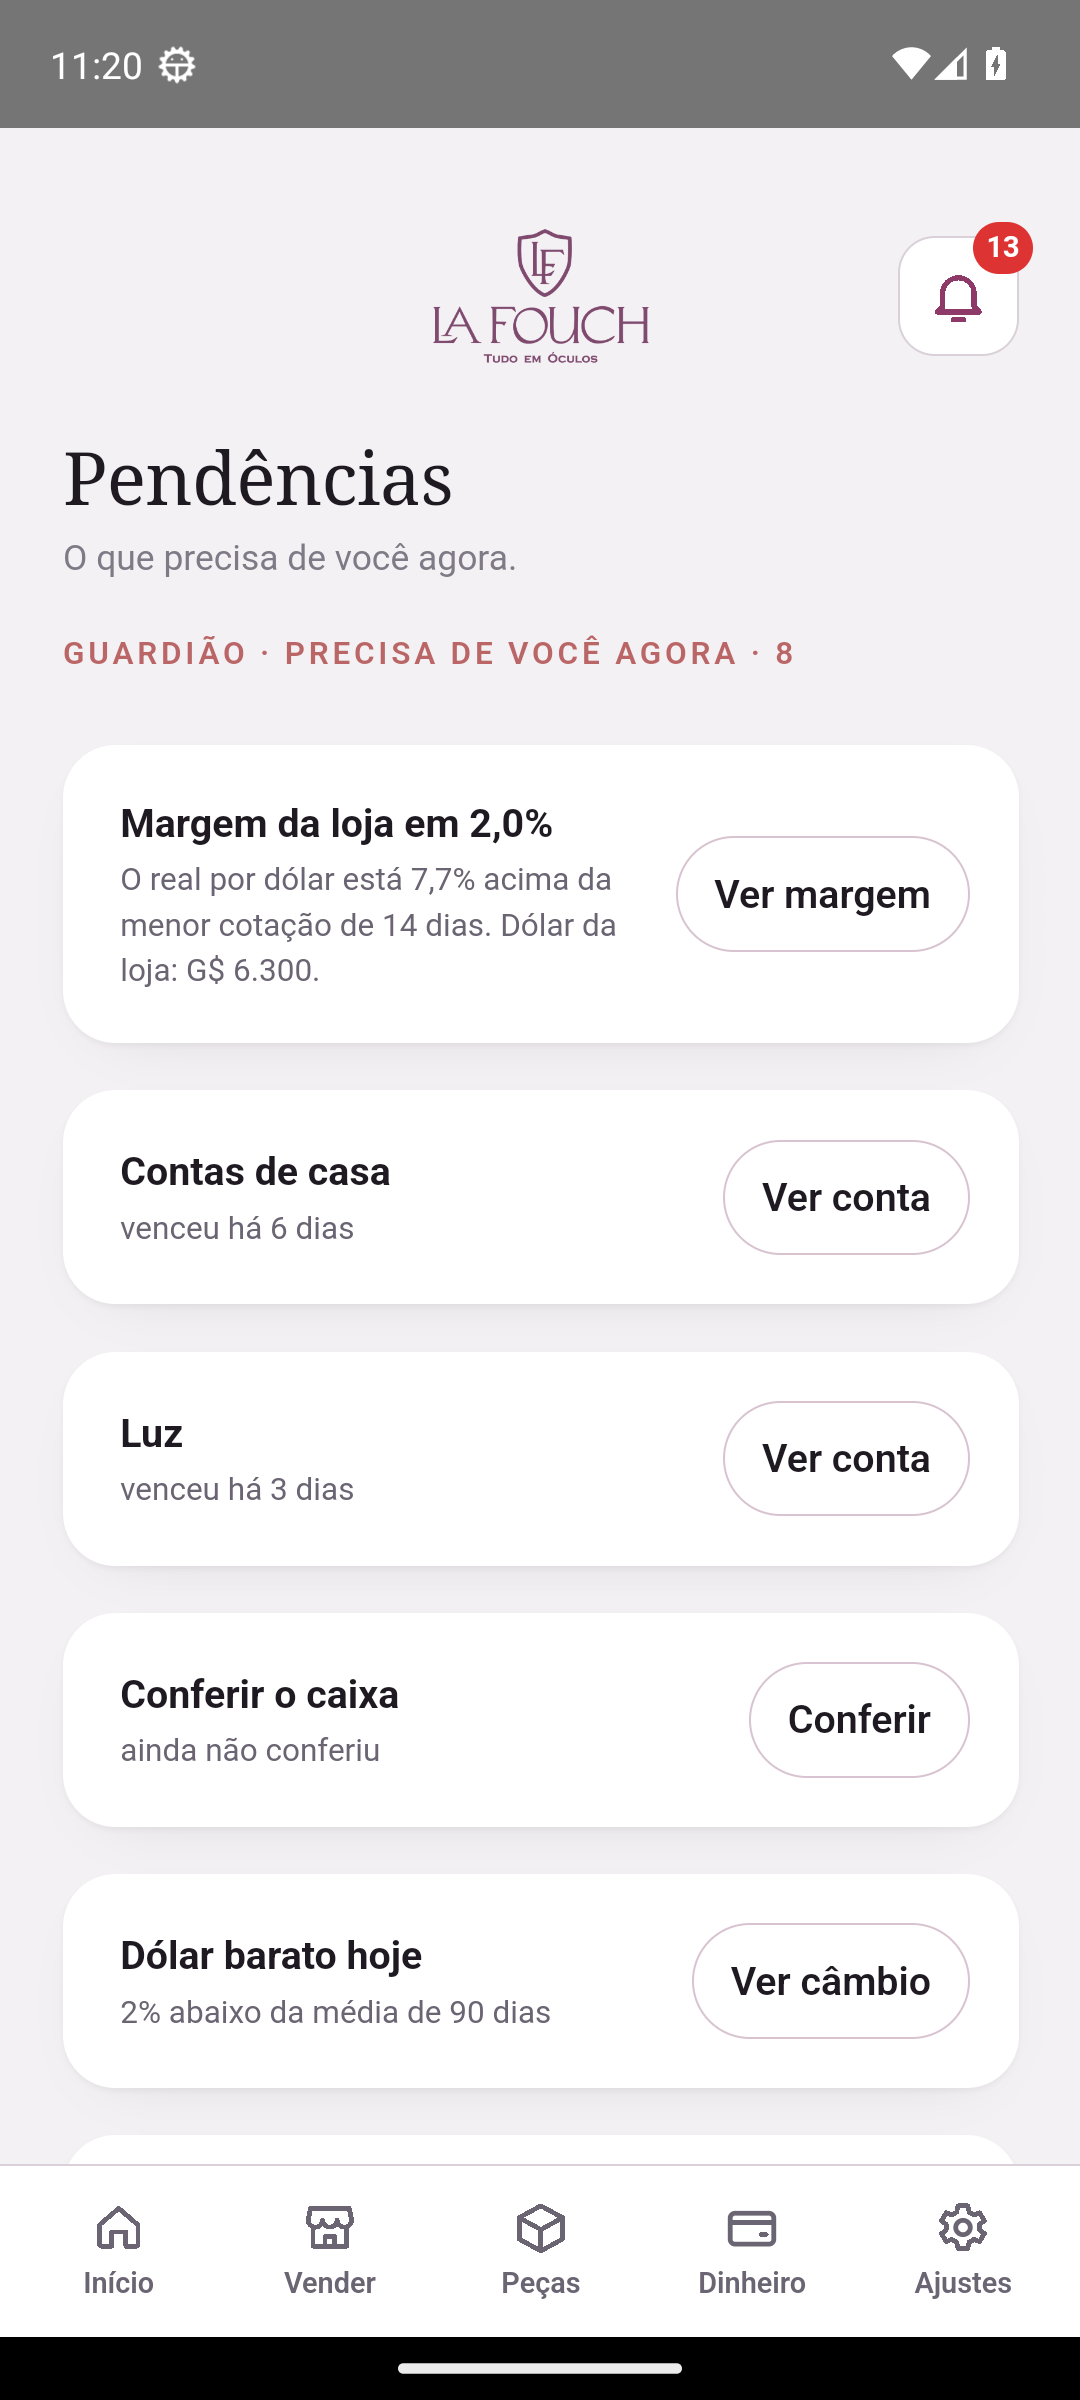 11:20
LF
LA FOUCH
TUDO EM ÓCULOS
13
Pendências
O que precisa de você agora.
GUARDIÃO · PRECISA DE VOCÊ AGORA · 8
Margem da loja em 2,0%
O real por dólar está 7,7% acima da
menor cotação de 14 dias. Dólar da
loja: G$ 6.300.
Ver margem
Contas de casa
venceu há 6 dias
Ver conta
Luz
venceu há 3 dias
Ver conta
Conferir o caixa
ainda não conferiu
Conferir
Dólar barato hoje
2% abaixo da média de 90 dias
Ver câmbio
Início
Vender
Peças
Dinheiro
Ajustes